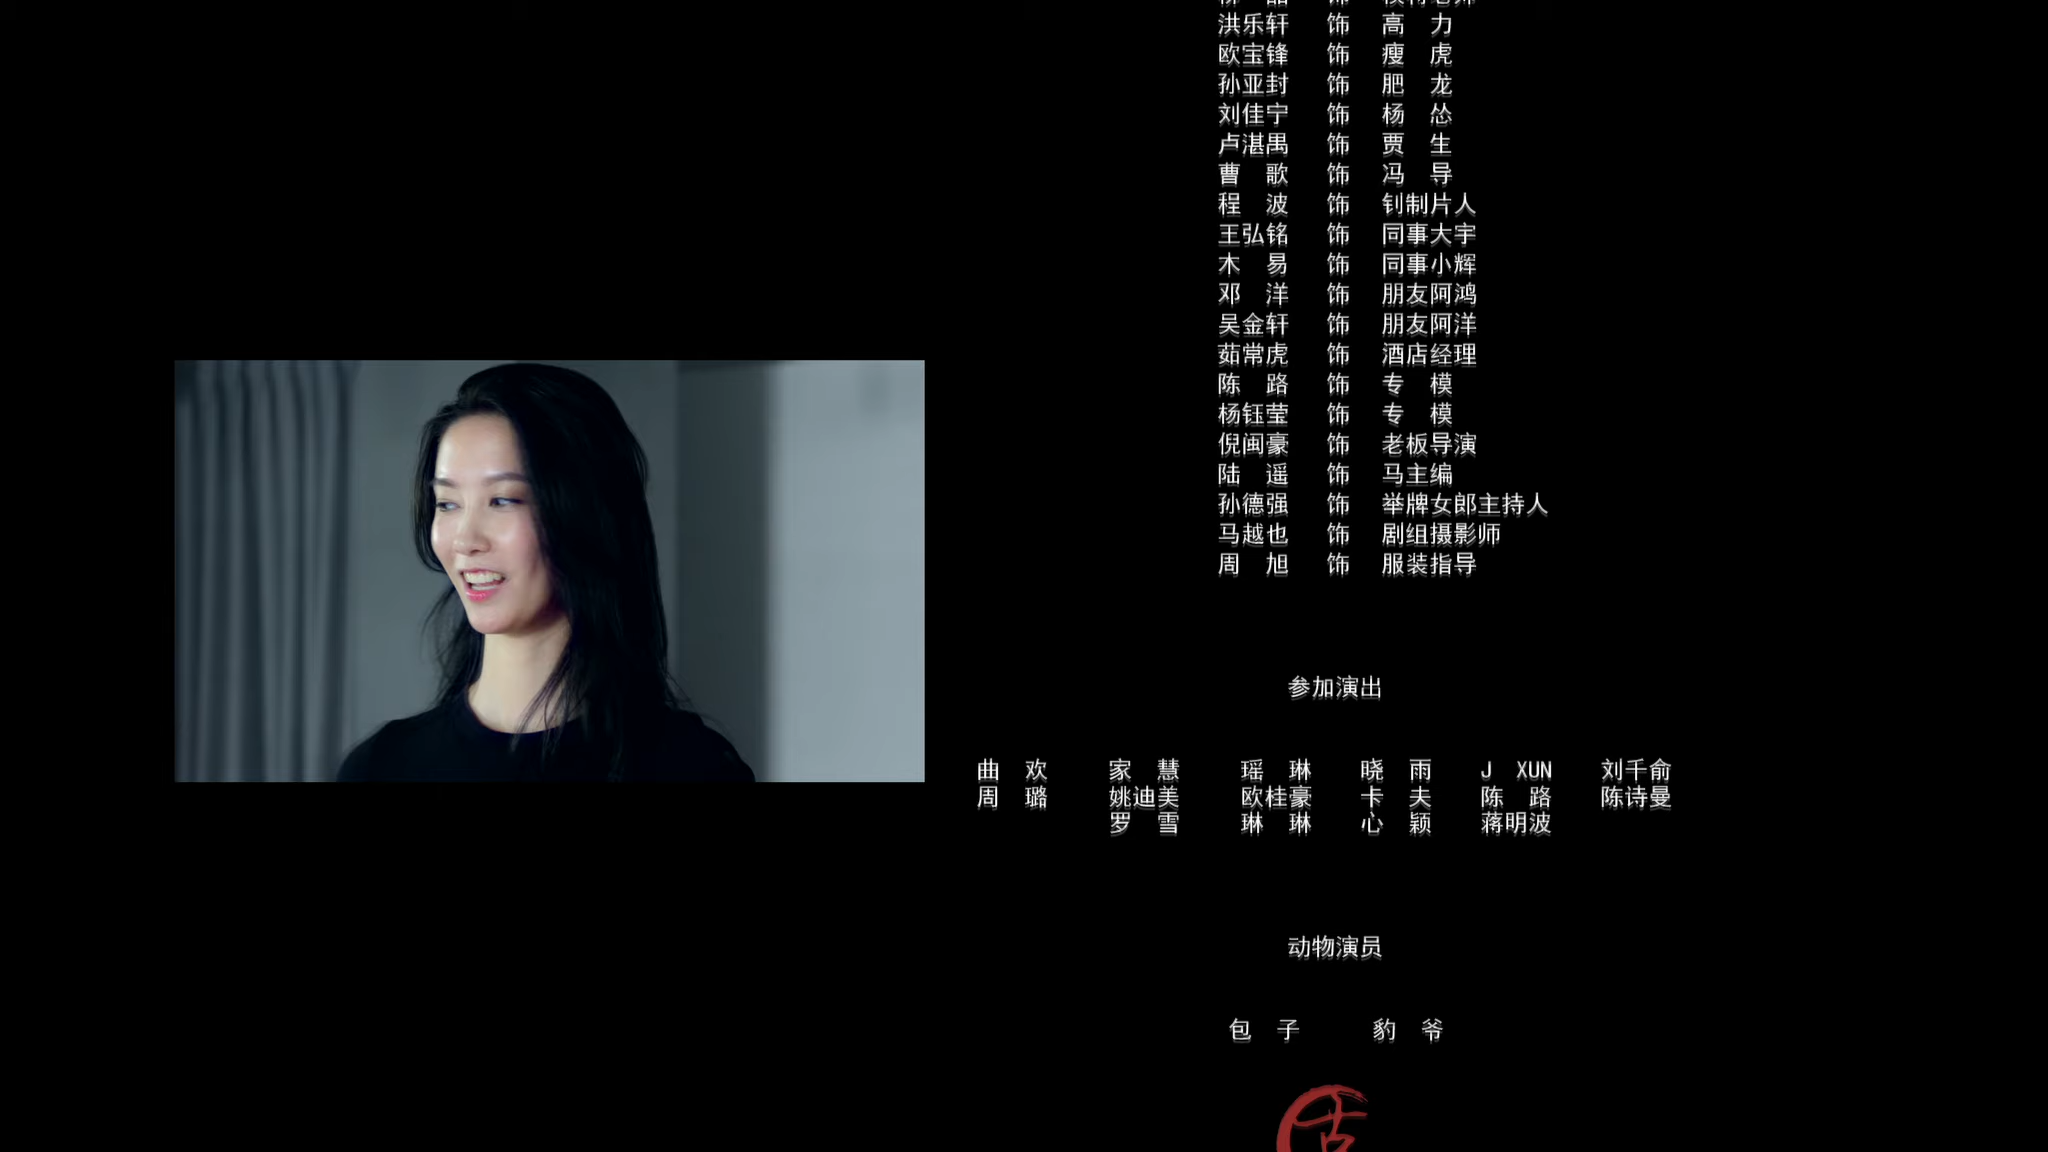 洪乐轩 饰 高 力
欧宝锋 饰 瘦 虎
孙亚封 饰 肥 龙
刘佳宁 饰 杨 怂
卢湛禺 饰 贾 生
曹 歌 饰 冯 导
程 波 饰 钊制片人
王弘铭 饰 同事大宇
木 易 饰 同事小辉
邓 洋 饰 朋友阿鸿
吴金轩 饰 朋友阿洋
茹常虎 饰 酒店经理
陈 路 饰 专 模
杨钰莹 饰 专 模
倪闽豪 饰 老板导演
陆 遥 饰 马主编
孙德强 饰 举牌女郎主持人
马越也 饰 剧组摄影师
周 旭 饰 服装指导
参加演出
曲 欢 家 慧 瑶 琳 晓 雨 J XUN 刘千俞
周 璐 姚迪美 欧桂豪 卡 夫 陈 路 陈诗曼
罗 雪 琳 琳 心 颖 蒋明波
动物演员
包 子 豹 爷